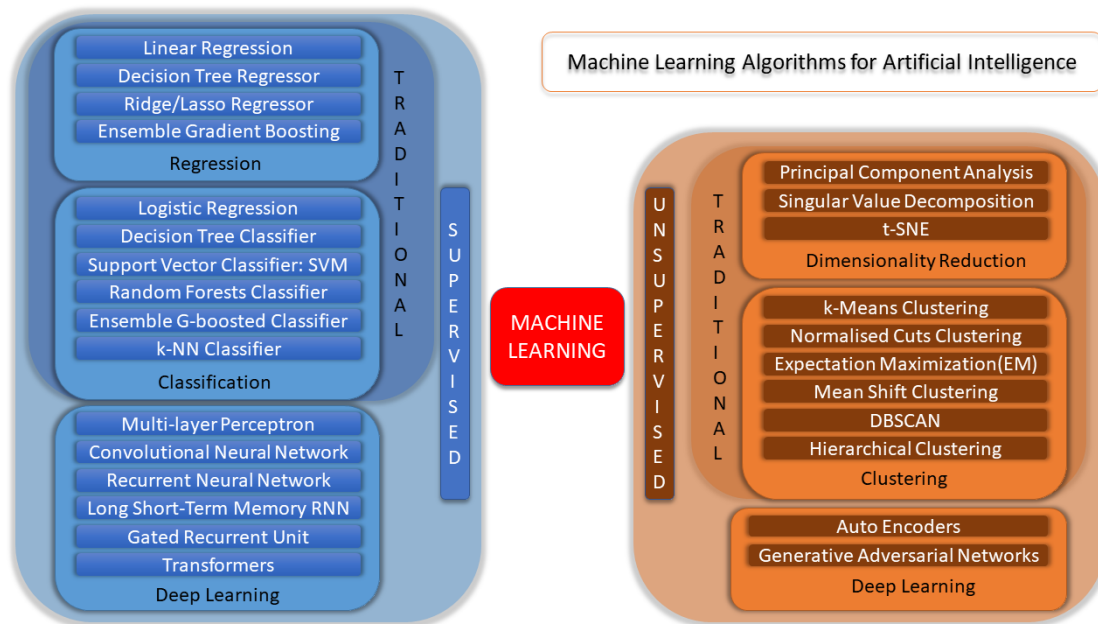 Machine Learning Algorithms for Artificial Intelligence
Linear Regression
Decision Tree Regressor
Ridge/Lasso Regressor
Ensemble Gradient Boosting
Regression
Logistic Regression
Decision Tree Classifier
Support Vector Classifier: SVM
Random Forests Classifier
Ensemble G-boosted Classifier
k-NN Classifier
Classification
TRADITIONAL
Multi-layer Perceptron
Convolutional Neural Network
Recurrent Neural Network
Long Short-Term Memory RNN
Gated Recurrent Unit
Transformers
Deep Learning
SUPERVISED
MACHINE
LEARNING
UNSUPERVISED
TRADITIONAL
Principal Component Analysis
Singular Value Decomposition
t-SNE
Dimensionality Reduction
k-Means Clustering
Normalised Cuts Clustering
Expectation Maximization(EM)
Mean Shift Clustering
DBSCAN
Hierarchical Clustering
Clustering
Auto Encoders
Generative Adversarial Networks
Deep Learning